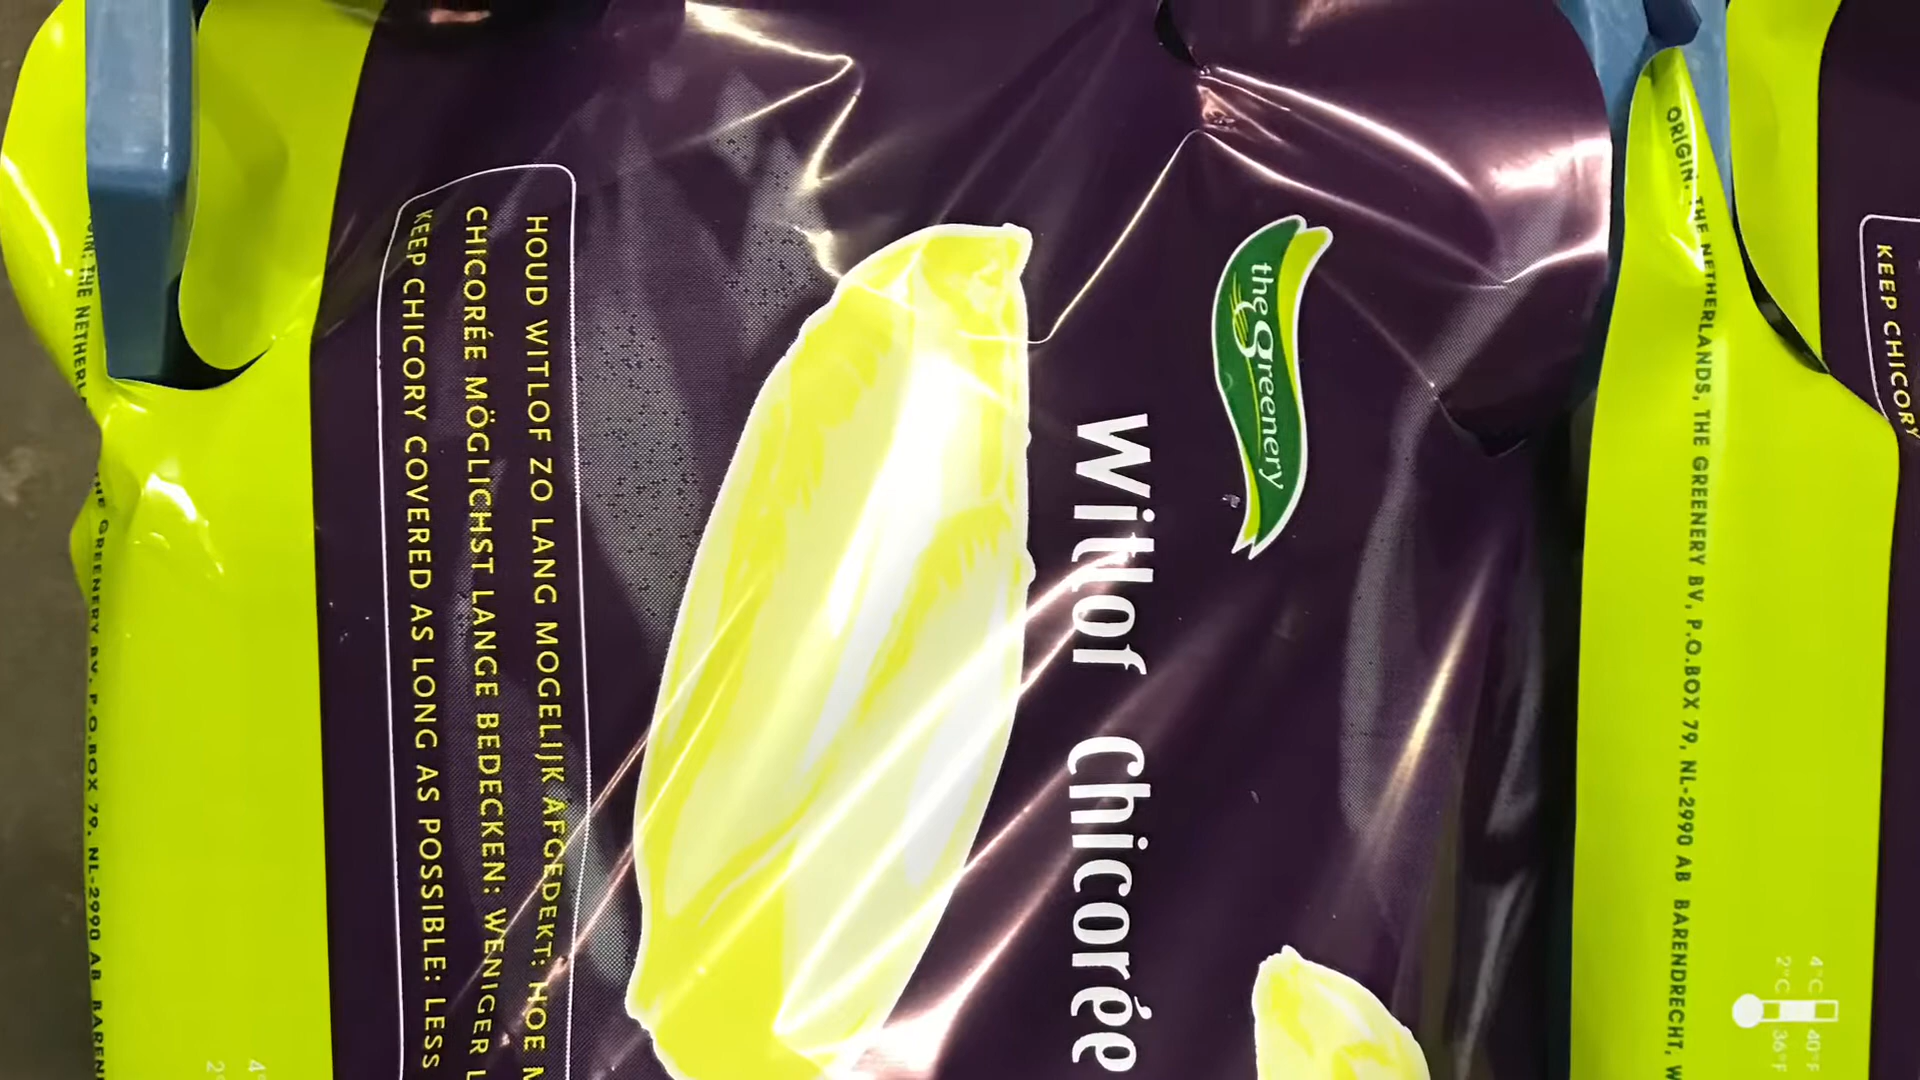 the Greenery
Witlof Chicorée
HOUD WITLOF ZO LANG MOGELIJK AFGEDEKT: HOE
CHICORÉE MÖGLICHST LANGE BEDECKEN: WENIGER
KEEP CHICORY COVERED AS LONG AS POSSIBLE: LESS
ORIGIN: THE NETHERLANDS, THE GREENERY BV, P.O.BOX 79, NL-2990 AB BARENDRECHT,
4°C 40°F
2°C 36°F
KEEP CHICORY
THE GREENERY BV, P.O.BOX 79, NL-2990 AB